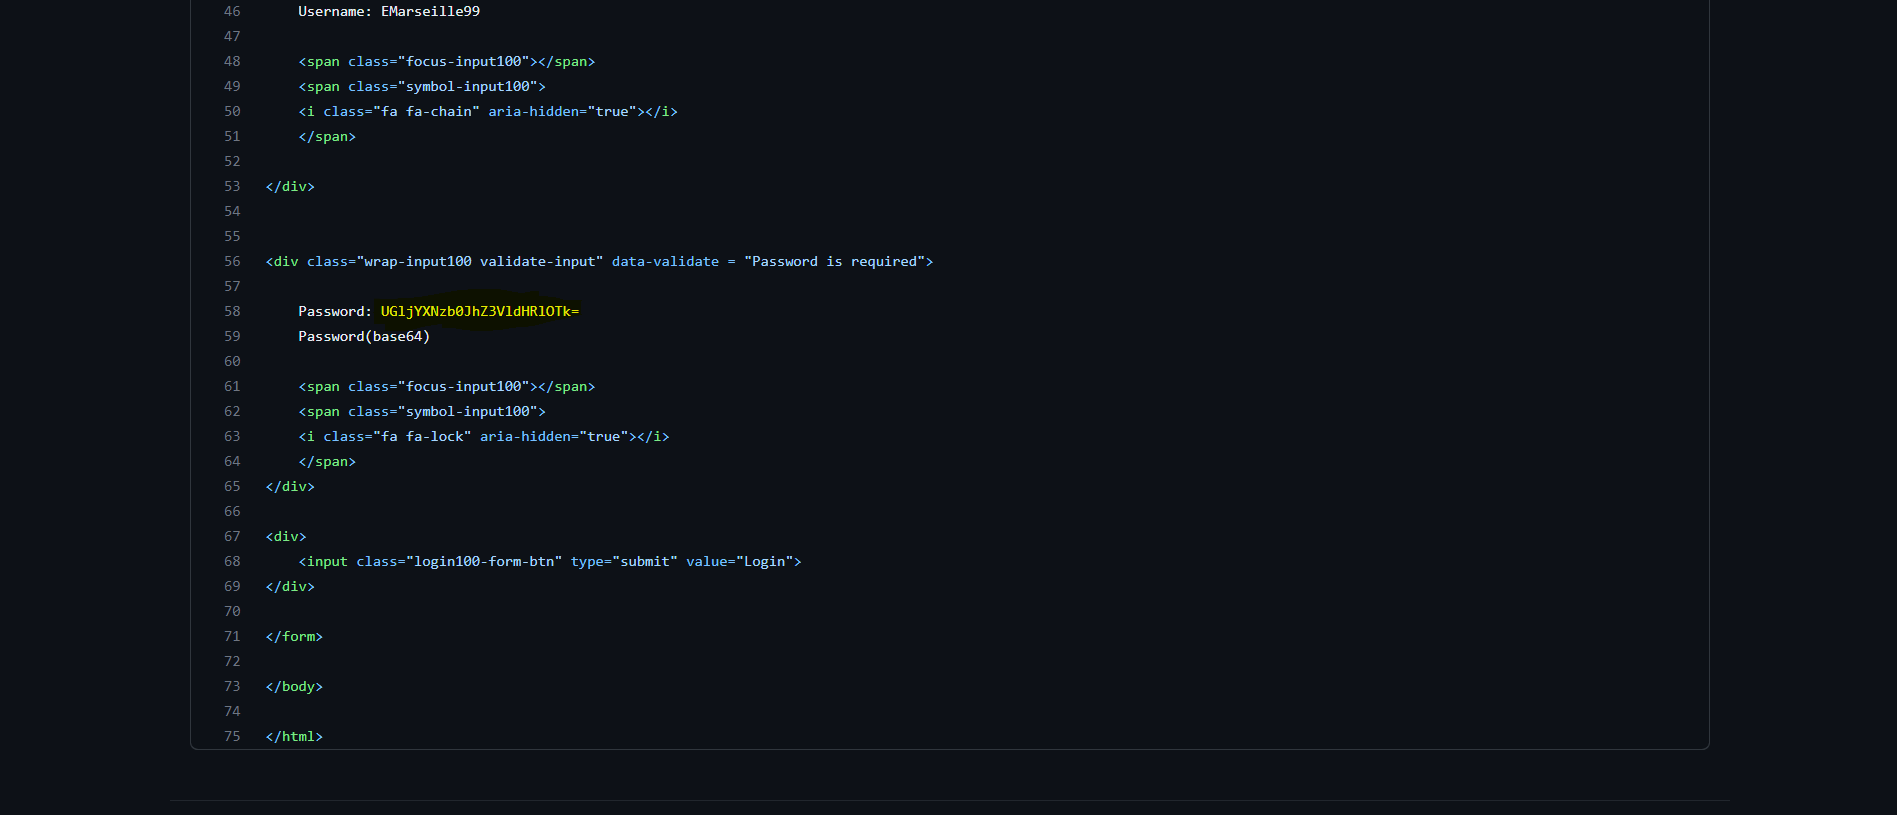 46 Username: EMarseille99
47
48 <span class="focus-input100"></span>
49 <span class="symbol-input100">
50 <i class="fa fa-chain" aria-hidden="true"></i>
51 </span>
52
53 </div>
54
55
56 <div class="wrap-input100 validate-input" data-validate = "Password is required">
57
58 Password: UGljYXNzb0JhZ3VldHRlOTk=
59 Password(base64)
60
61 <span class="focus-input100"></span>
62 <span class="symbol-input100">
63 <i class="fa fa-lock" aria-hidden="true"></i>
64 </span>
65 </div>
66
67 <div>
68 <input class="login100-form-btn" type="submit" value="Login">
69 </div>
70
71 </form>
72
73 </body>
74
75 </html>